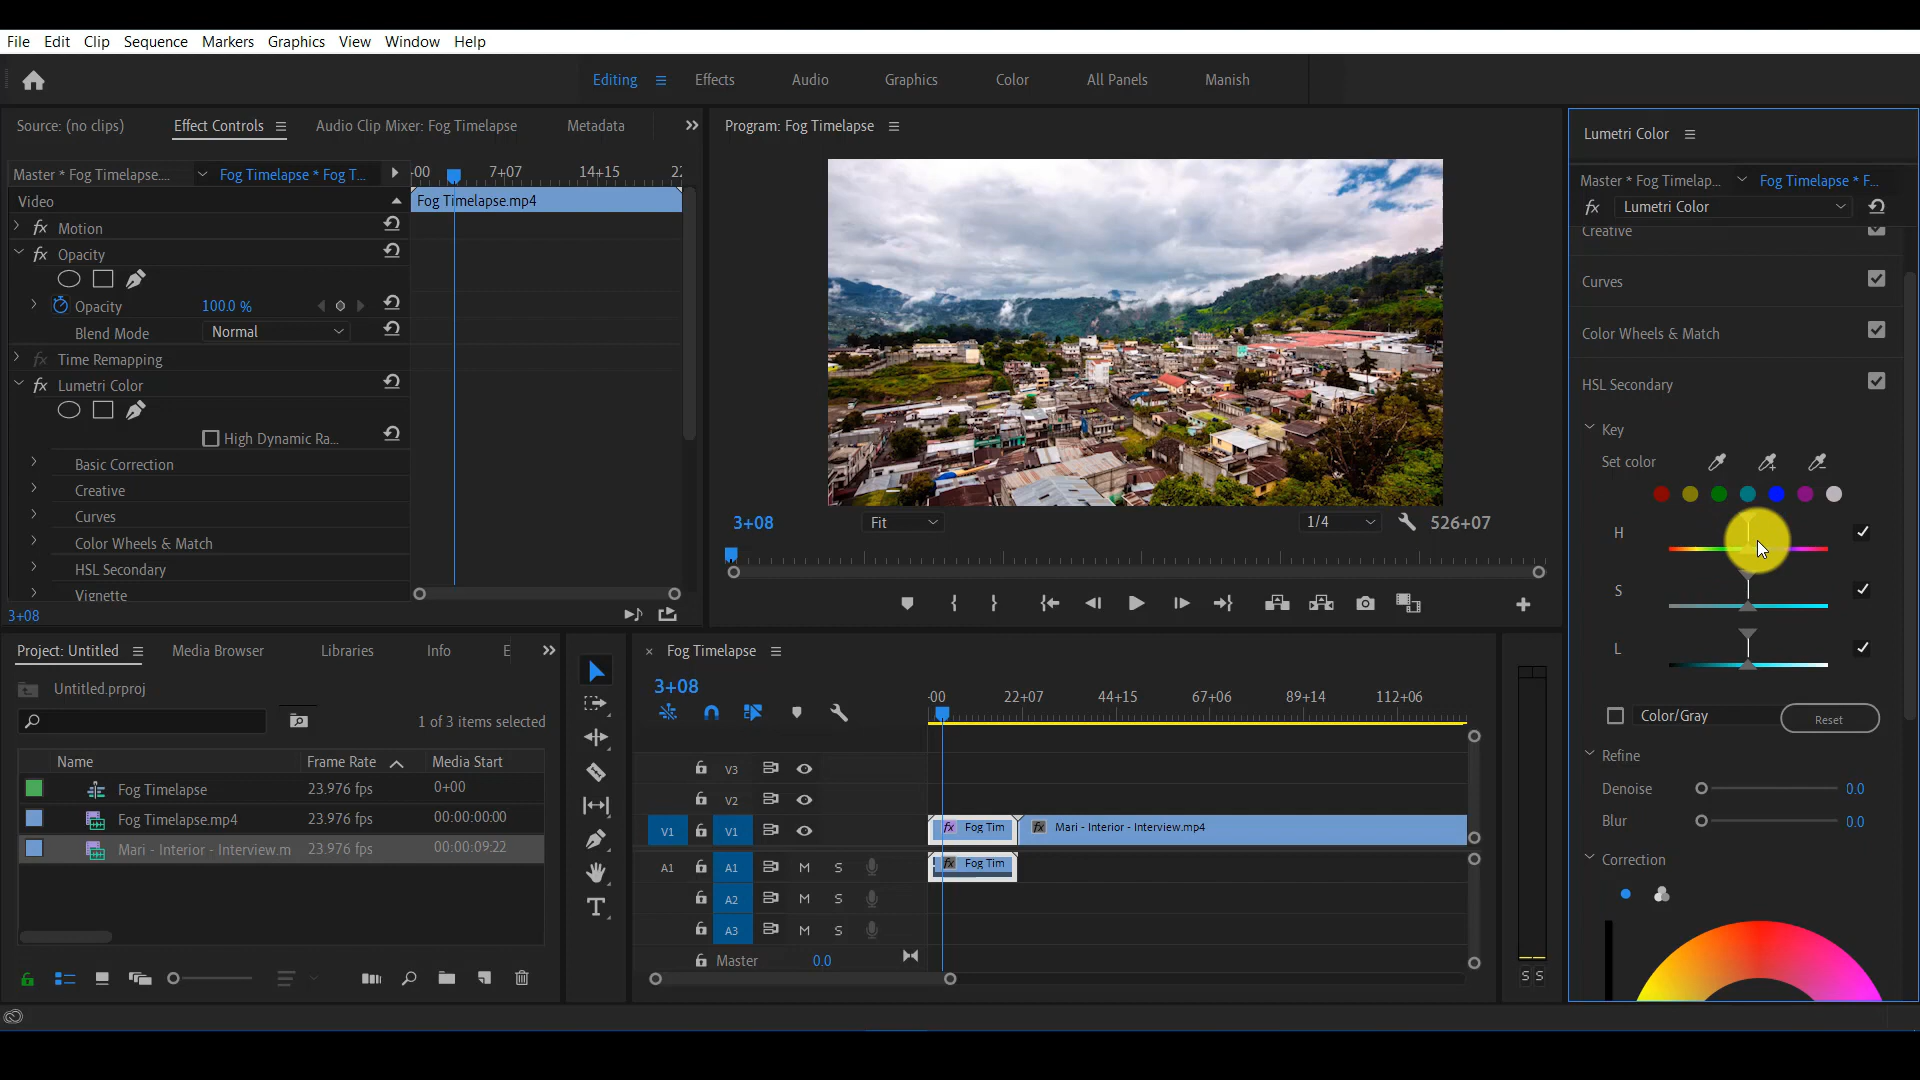 File Edit Clip Sequence Markers Graphics View Window Help
Editing Effects Audio Graphics Color All Panels Manish
Source: (no clips) Effect Controls Audio Clip Mixer: Fog Timelapse Metadata
Program: Fog Timelapse
Lumetri Color
Master * Fog Timelapse.... Fog Timelapse * Fog T... :00 7+07 14+15 22
Master * Fog Timelap... Fog Timelapse * F...
Video
Fog Timelapse.mp4
fx Lumetri Color
fx Motion
Creative
fx Opacity
Curves
Opacity 100.0 %
Blend Mode Normal
Color Wheels & Match
fx Time Remapping
fx Lumetri Color
HSL Secondary
High Dynamic Ra...
Key
Basic Correction
Set color
Creative
Curves
3+08 Fit 1/4 526+07
H
Color Wheels & Match
HSL Secondary
Vignette
S
3+08
L
Project: Untitled Media Browser Libraries Info E
× Fog Timelapse
Untitled.prproj
3+08
:00 22+07 44+15 67+06 89+14 112+06
1 of 3 items selected
Color/Gray Reset
Name Frame Rate Media Start
Refine
V3
Fog Timelapse 23.976 fps 0+00
Denoise 0.0
V2
Fog Timelapse.mp4 23.976 fps 00:00:00:00
Blur 0.0
V1 V1 fx Fog Tim fx Mari - Interior - Interview.mp4
Mari - Interior - Interview.m 23.976 fps 00:00:09:22
Correction
A1 A1 M S fx Fog Tim
A2 M S
A3 M S
Master 0.0
S S